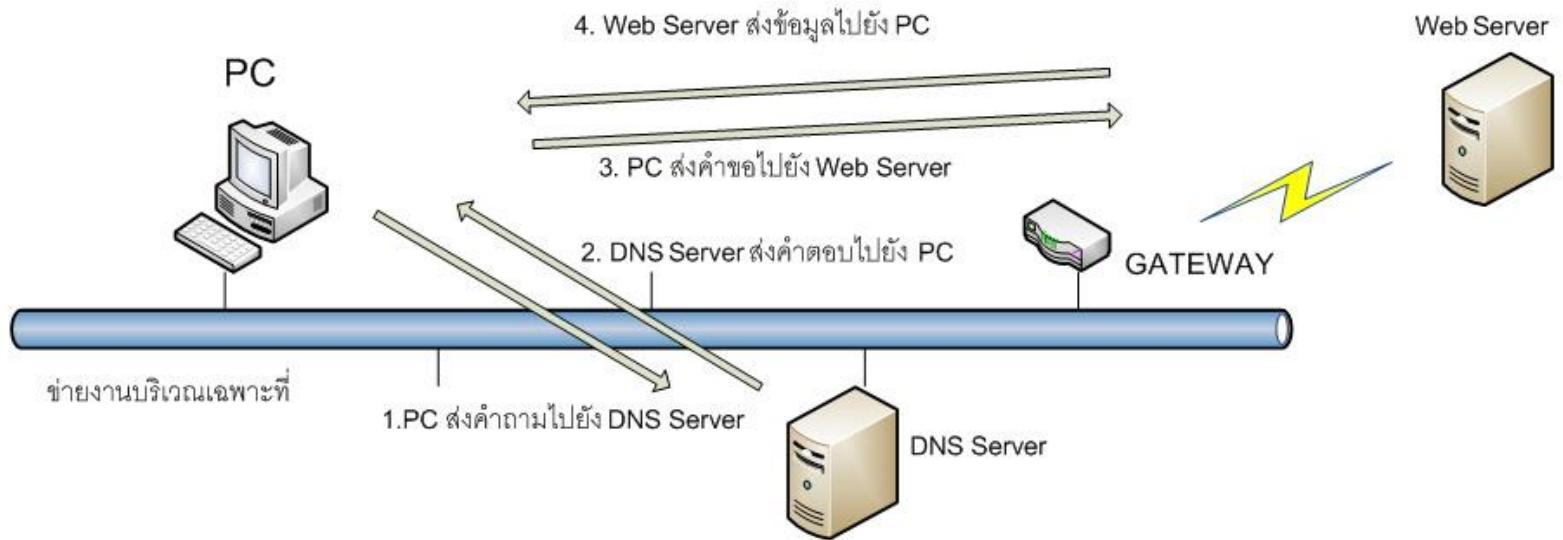 4. Web Server ส่งข้อมูลไปยัง PC
Web Server
PC
3. PC ส่งคำขอไปยัง Web Server
2. DNS Server ส่งคำตอบไปยัง PC
GATEWAY
ข่ายงานบริเวณเฉพาะที่
1.PC ส่งคำถามไปยัง DNS Server
DNS Server